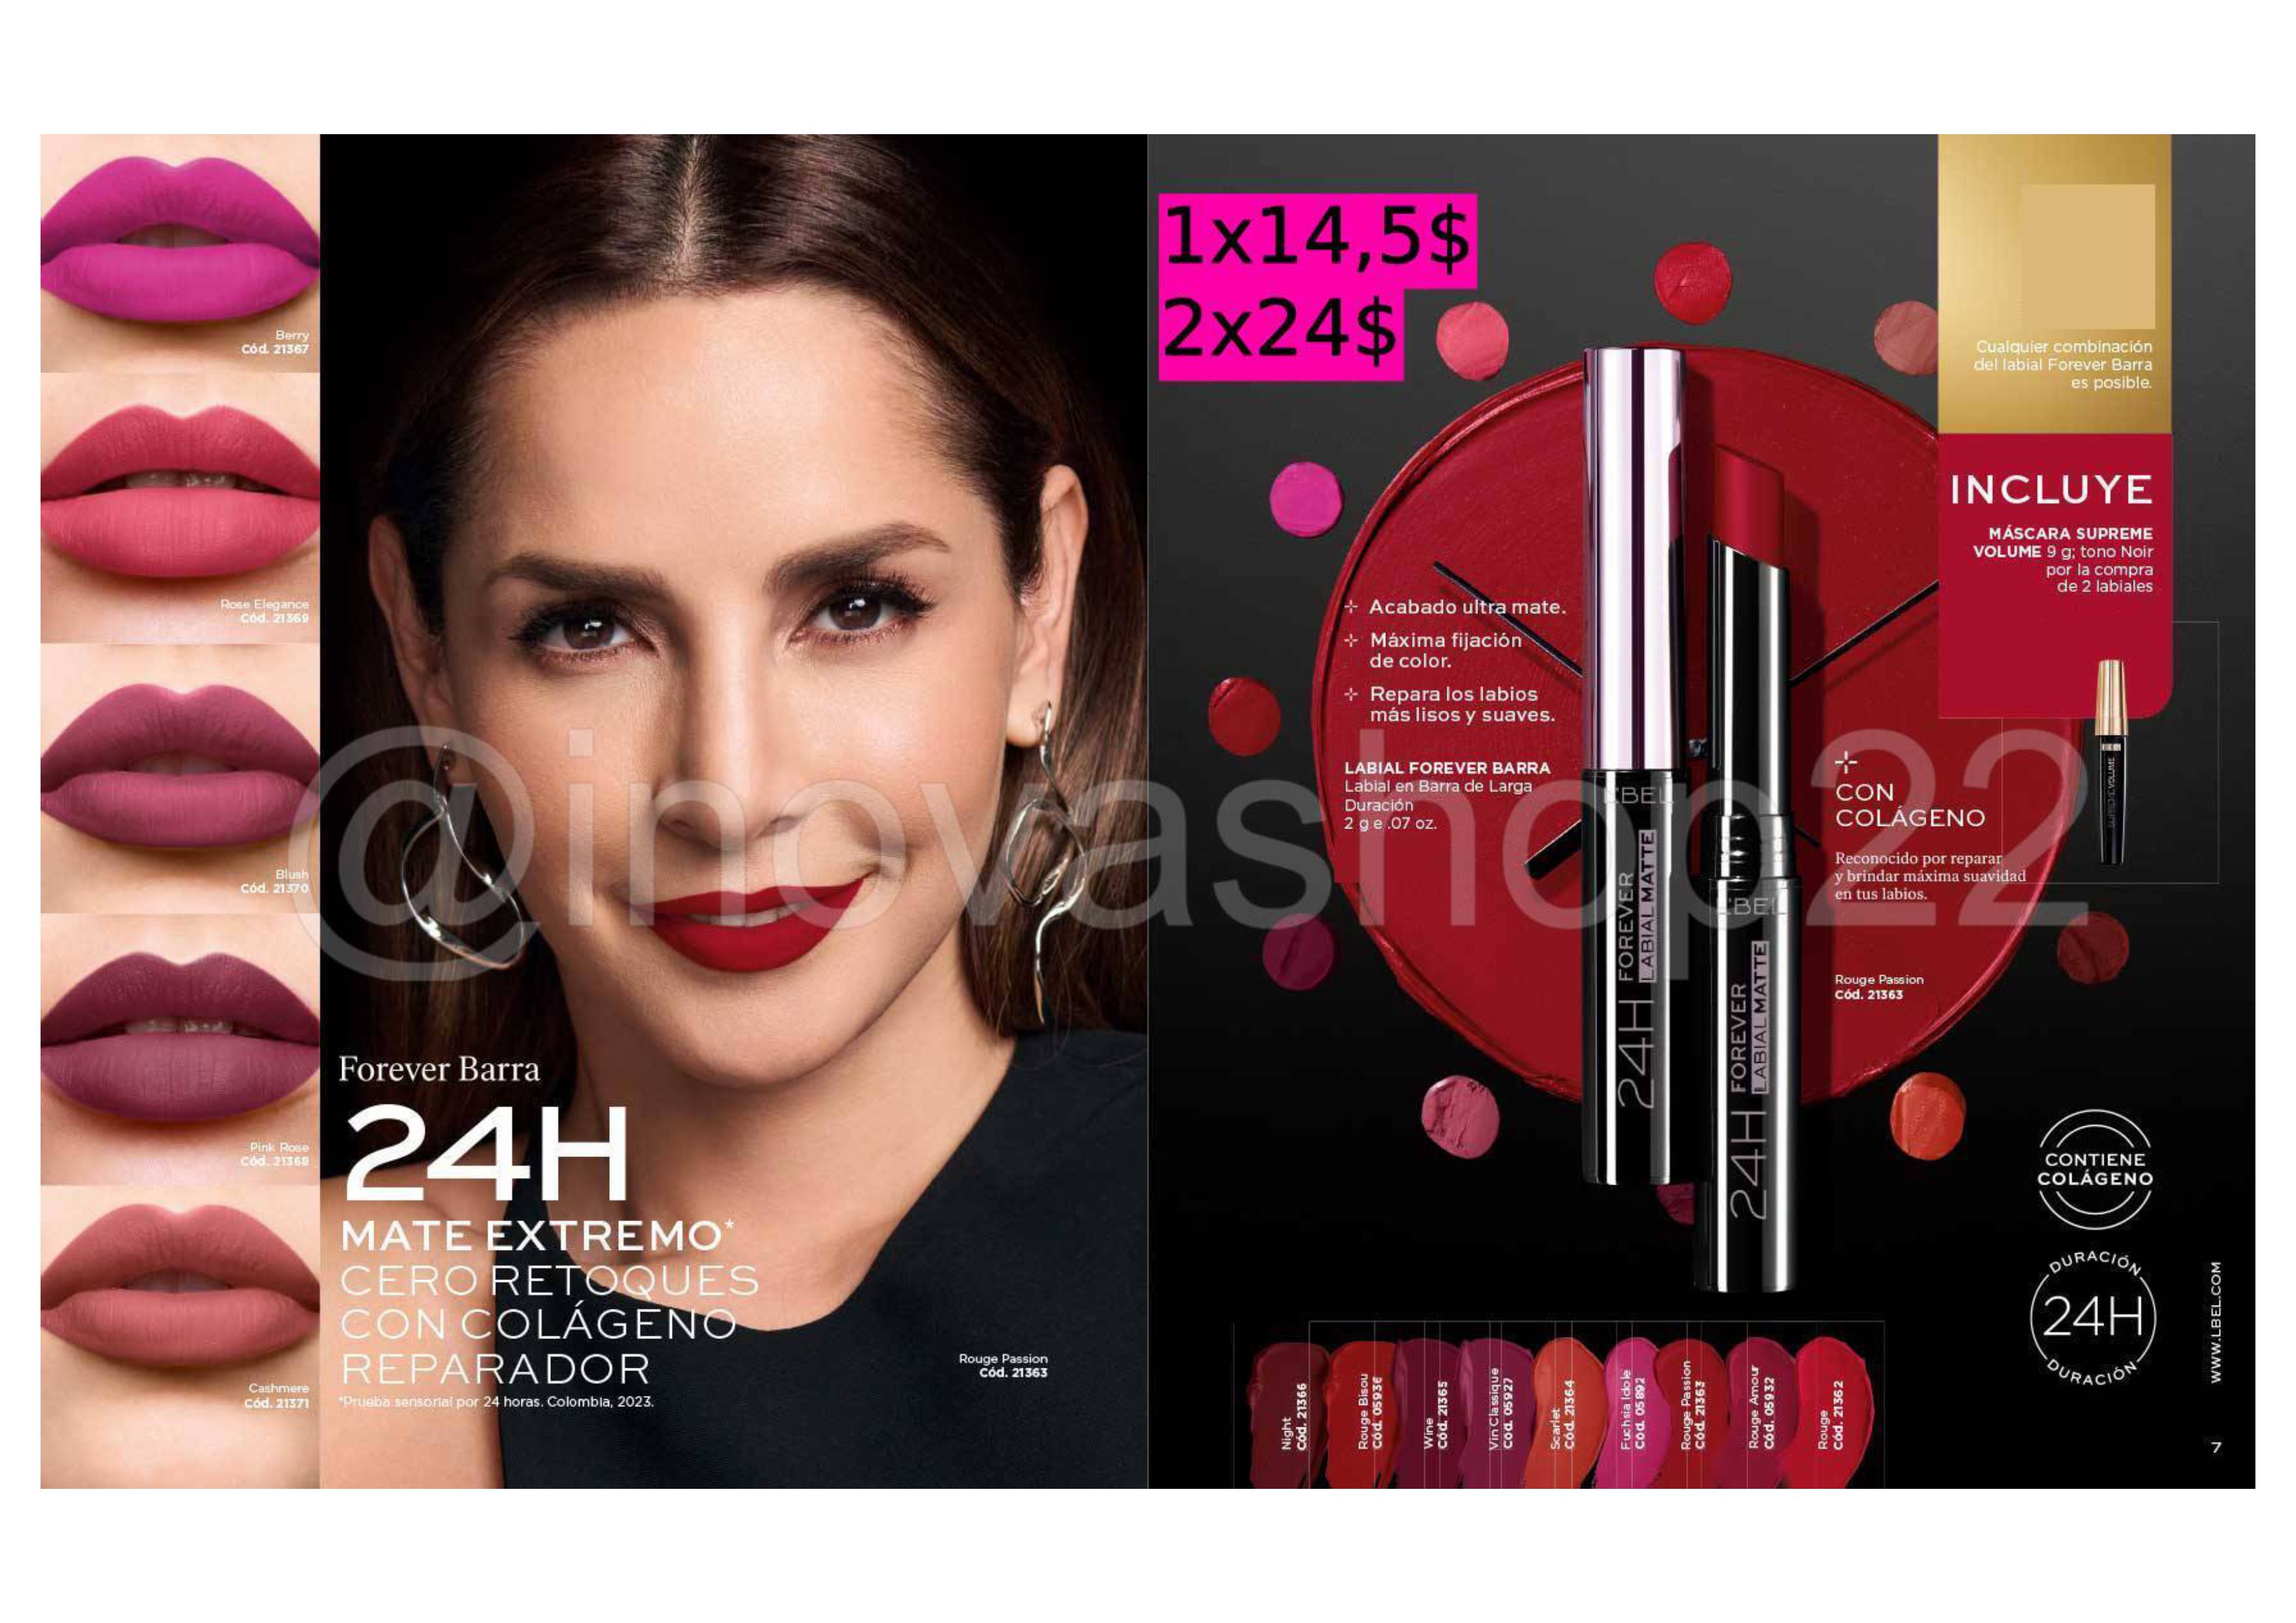 Berry
Cód. 21367
Rose Elegance
Cód. 21369
Blush
Cód. 21370
Pink Rose
Cód. 21368
Cashmere
Cód. 21371
Forever Barra
24H
MATE EXTREMO*
CERO RETOQUES
CON COLÁGENO
REPARADOR
*Prueba sensorial por 24 horas. Colombia, 2023.
Rouge Passion
Cód. 21363
@inovashop22
1x14,5$
2x24$
+ Acabado ultra mate.
+ Máxima fijación
de color.
+ Repara los labios
más lisos y suaves.
LABIAL FOREVER BARRA
Labial en Barra de Larga
Duración
2 g e .07 oz.
L'BEL
24H FOREVER
LABIAL MATTE
L'BEL
24H FOREVER
LABIAL MATTE
Cualquier combinación
del labial Forever Barra
es posible.
INCLUYE
MÁSCARA SUPREME
VOLUME 9 g; tono Noir
por la compra
de 2 labiales
SUPREME VOLUME
+
CON
COLÁGENO
Reconocido por reparar
y brindar máxima suavidad
en tus labios.
Rouge Passion
Cód. 21363
CONTIENE
COLÁGENO
DURACIÓN
24H
DURACIÓN
Night
Cód. 21366
Rouge Bisou
Cód. 05936
Wine
Cód. 21365
Vin Classique
Cód. 05927
Scarlet
Cód. 21364
Fuchsia Idole
Cód. 05892
Rouge Passion
Cód. 21363
Rouge Amour
Cód. 05932
Rouge
Cód. 21362
WWW.LBEL.COM
7